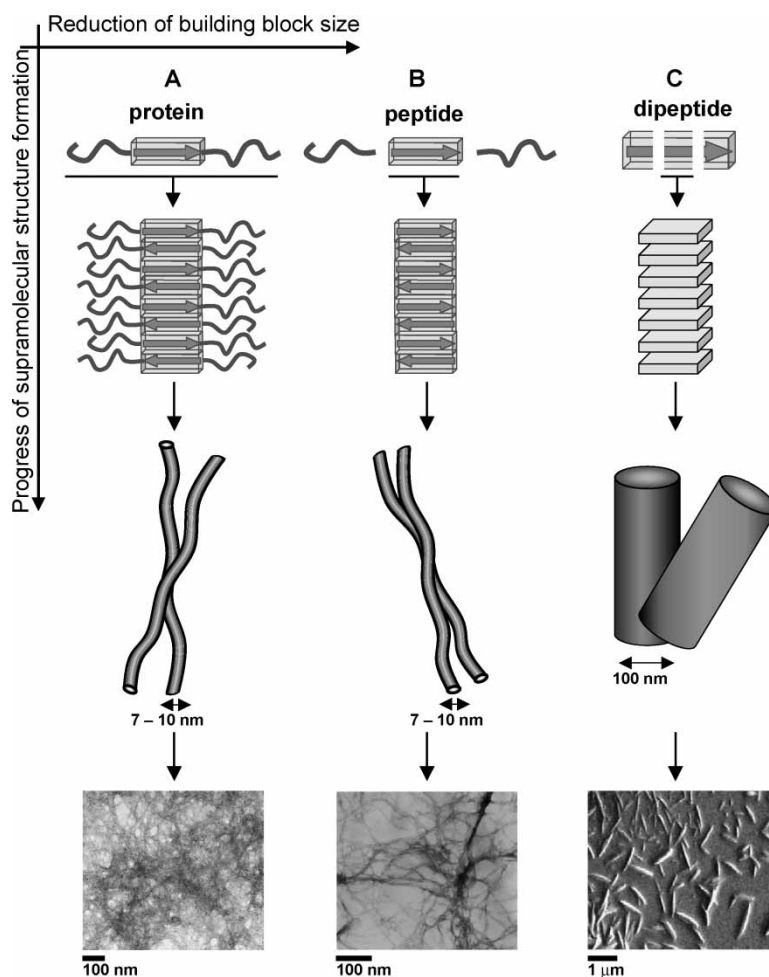 Reduction of building block size
Progress of supramolecular structure formation
A
B
C
protein
peptide
dipeptide
100 nm
7 – 10 nm
7 – 10 nm
100 nm
100 nm
1 μm